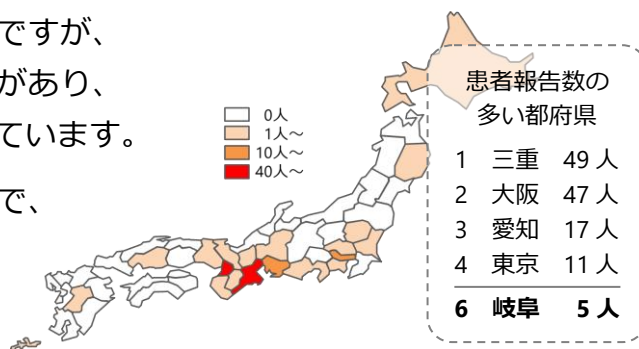 ですが、
があり、
ています。
で、
0人
1人～
10人～
40人～
患者報告数の
多い都府県
1 三重 49 人
2 大阪 47 人
3 愛知 17 人
4 東京 11 人
6 岐阜 5 人